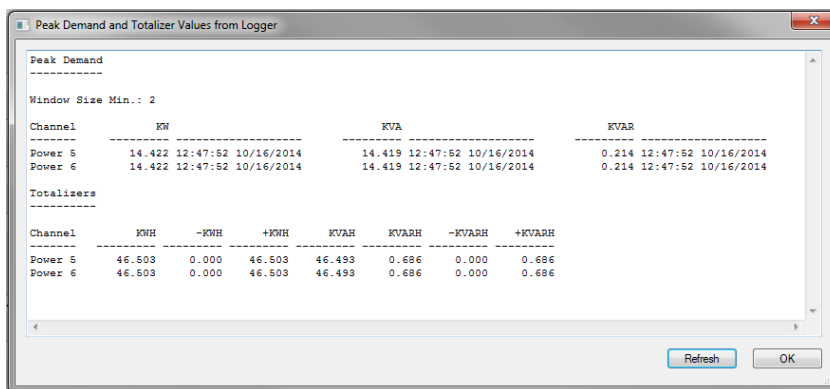 Peak Demand and Totalizer Values from Logger
Peak Demand
-----------
Window Size Min.: 2
Channel KW KVA KVAR
------- --------- ------------------- --------- ------------------- --------- -------------------
Power 5 14.422 12:47:52 10/16/2014 14.419 12:47:52 10/16/2014 0.214 12:47:52 10/16/2014
Power 6 14.422 12:47:52 10/16/2014 14.419 12:47:52 10/16/2014 0.214 12:47:52 10/16/2014
Totalizers
----------
Channel KWH -KWH +KWH KVAH KVARH -KVARH +KVARH
------- --------- --------- --------- --------- --------- --------- ---------
Power 5 46.503 0.000 46.503 46.493 0.686 0.000 0.686
Power 6 46.503 0.000 46.503 46.493 0.686 0.000 0.686
Refresh OK